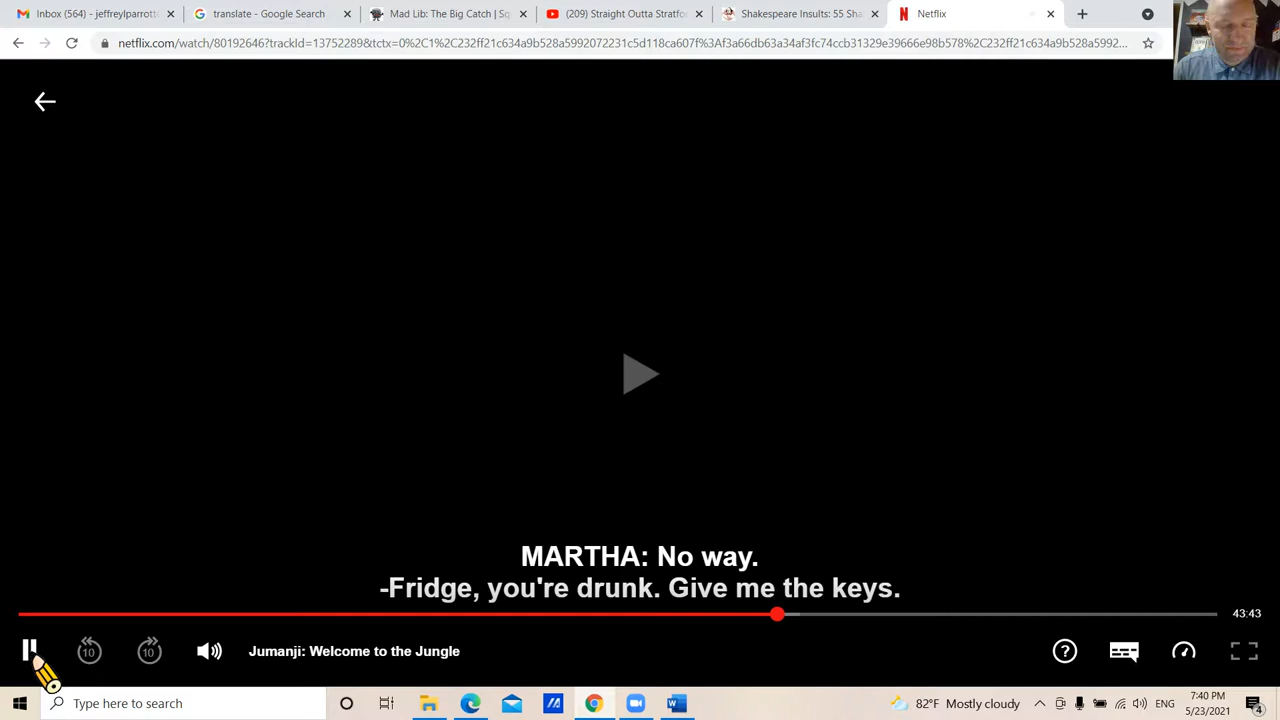 Inbox (564) - jeffreylparrott
translate - Google Search
Mad Lib: The Big Catch | Sq
(209) Straight Outta Stratfo
Shakespeare Insults: 55 Sha
Netflix
netflix.com/watch/80192646?trackId=13752289&tctx=0%2C1%2C232ff21c634a9b528a5992072231c5d118ca607f%3Af3a66db63a34af3fc74ccb31329e39666e98b578%2C232ff21c634a9b528a5992...
MARTHA: No way.
-Fridge, you're drunk. Give me the keys.
43:43
10
10
Jumanji: Welcome to the Jungle
?
Type here to search
82°F Mostly cloudy
ENG
7:40 PM
5/23/2021
4